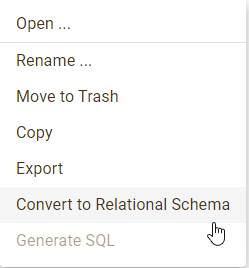 Open ...
Rename ...
Move to Trash
Copy
Export
Convert to Relational Schema
Generate SQL